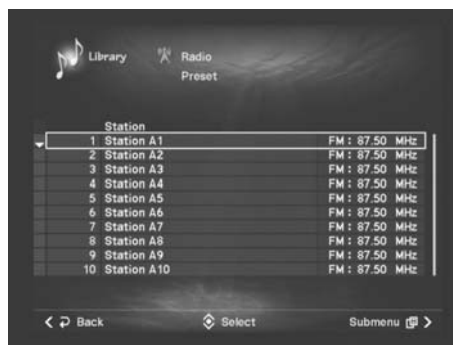 Library Radio
Preset
Station
1 Station A1 FM : 87.50 MHz
2 Station A2 FM : 87.50 MHz
3 Station A3 FM : 87.50 MHz
4 Station A4 FM : 87.50 MHz
5 Station A5 FM : 87.50 MHz
6 Station A6 FM : 87.50 MHz
7 Station A7 FM : 87.50 MHz
8 Station A8 FM : 87.50 MHz
9 Station A9 FM : 87.50 MHz
10 Station A10 FM : 87.50 MHz
Back Select Submenu